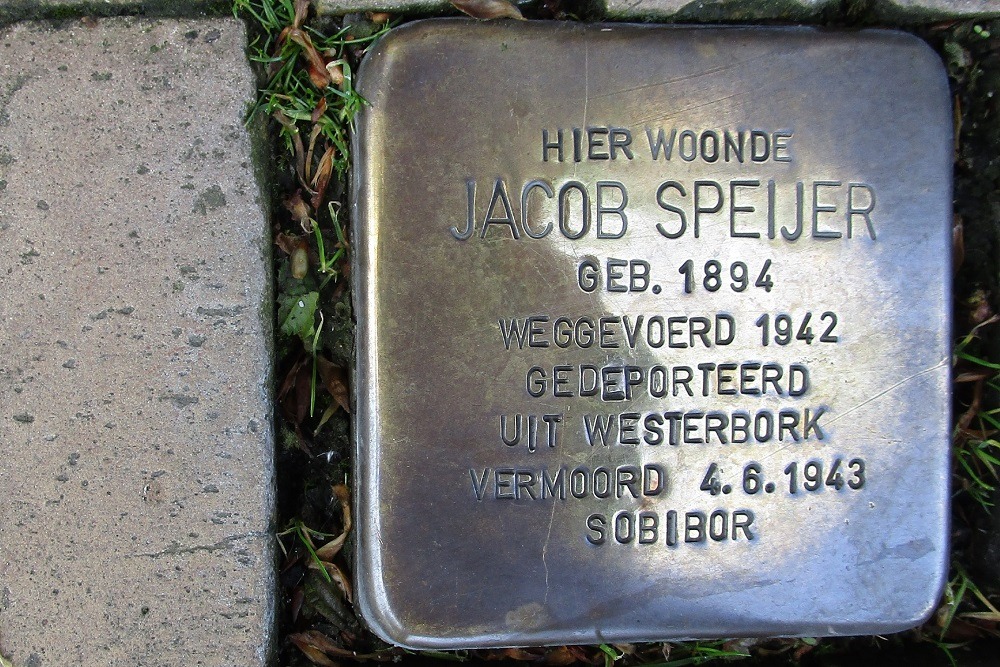 HIER WOONDE
JACOB SPEIJER
GEB. 1894
WEGGEVOERD 1942
GEDEPORTEERD
UIT WESTERBORK
VERMOORD 4.6.1943
SOBIBOR